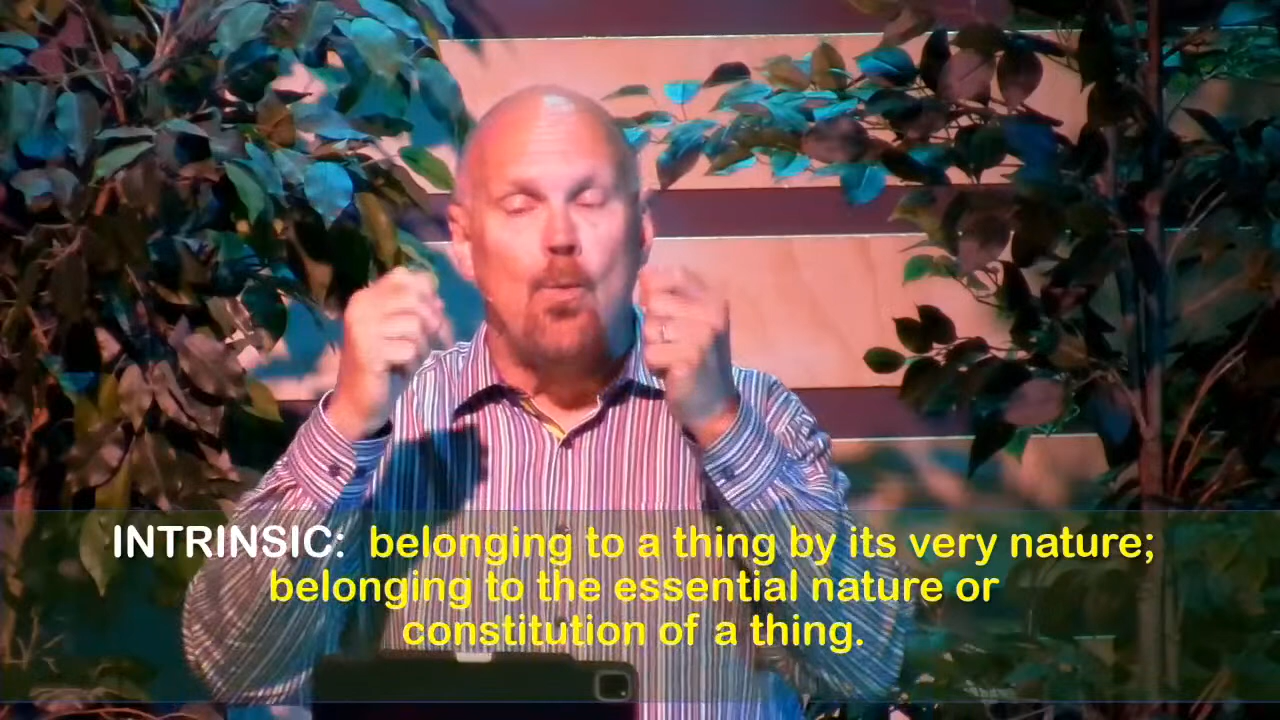 INTRINSIC: belonging to a thing by its very nature;
belonging to the essential nature or
constitution of a thing.